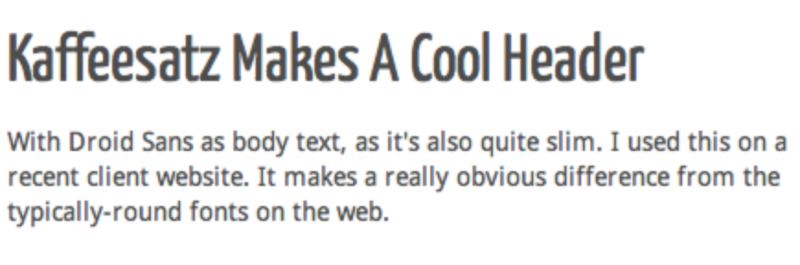 Kaffeesatz Makes A Cool Header
With Droid Sans as body text, as it's also quite slim. I used this on a
recent client website. It makes a really obvious difference from the
typically-round fonts on the web.